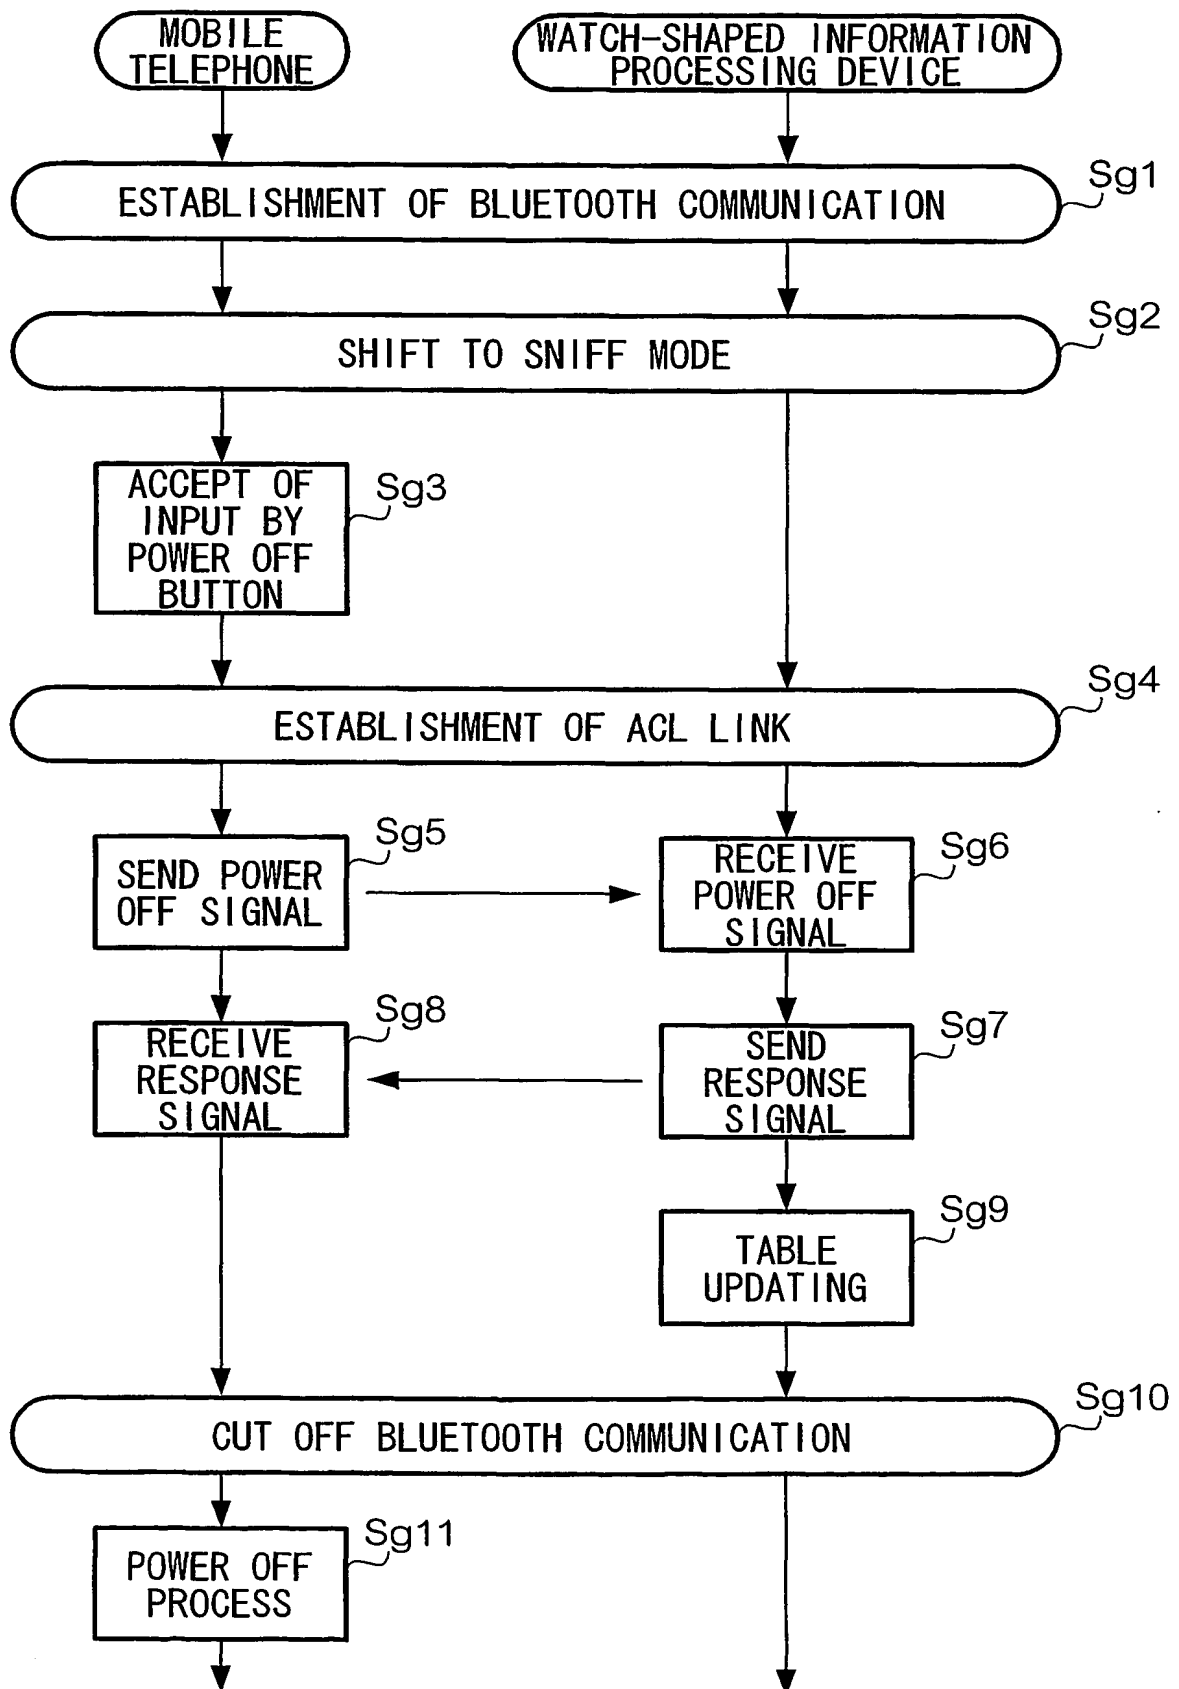 MOBILE
TELEPHONE
WATCH-SHAPED INFORMATION
PROCESSING DEVICE
ESTABLISHMENT OF BLUETOOTH COMMUNICATION
Sg1
SHIFT TO SNIFF MODE
Sg2
ACCEPT OF
INPUT BY
POWER OFF
BUTTON
Sg3
ESTABLISHMENT OF ACL LINK
Sg4
SEND POWER
OFF SIGNAL
Sg5
RECEIVE
POWER OFF
SIGNAL
Sg6
RECEIVE
RESPONSE
SIGNAL
Sg8
SEND
RESPONSE
SIGNAL
Sg7
TABLE
UPDATING
Sg9
CUT OFF BLUETOOTH COMMUNICATION
Sg10
POWER OFF
PROCESS
Sg11